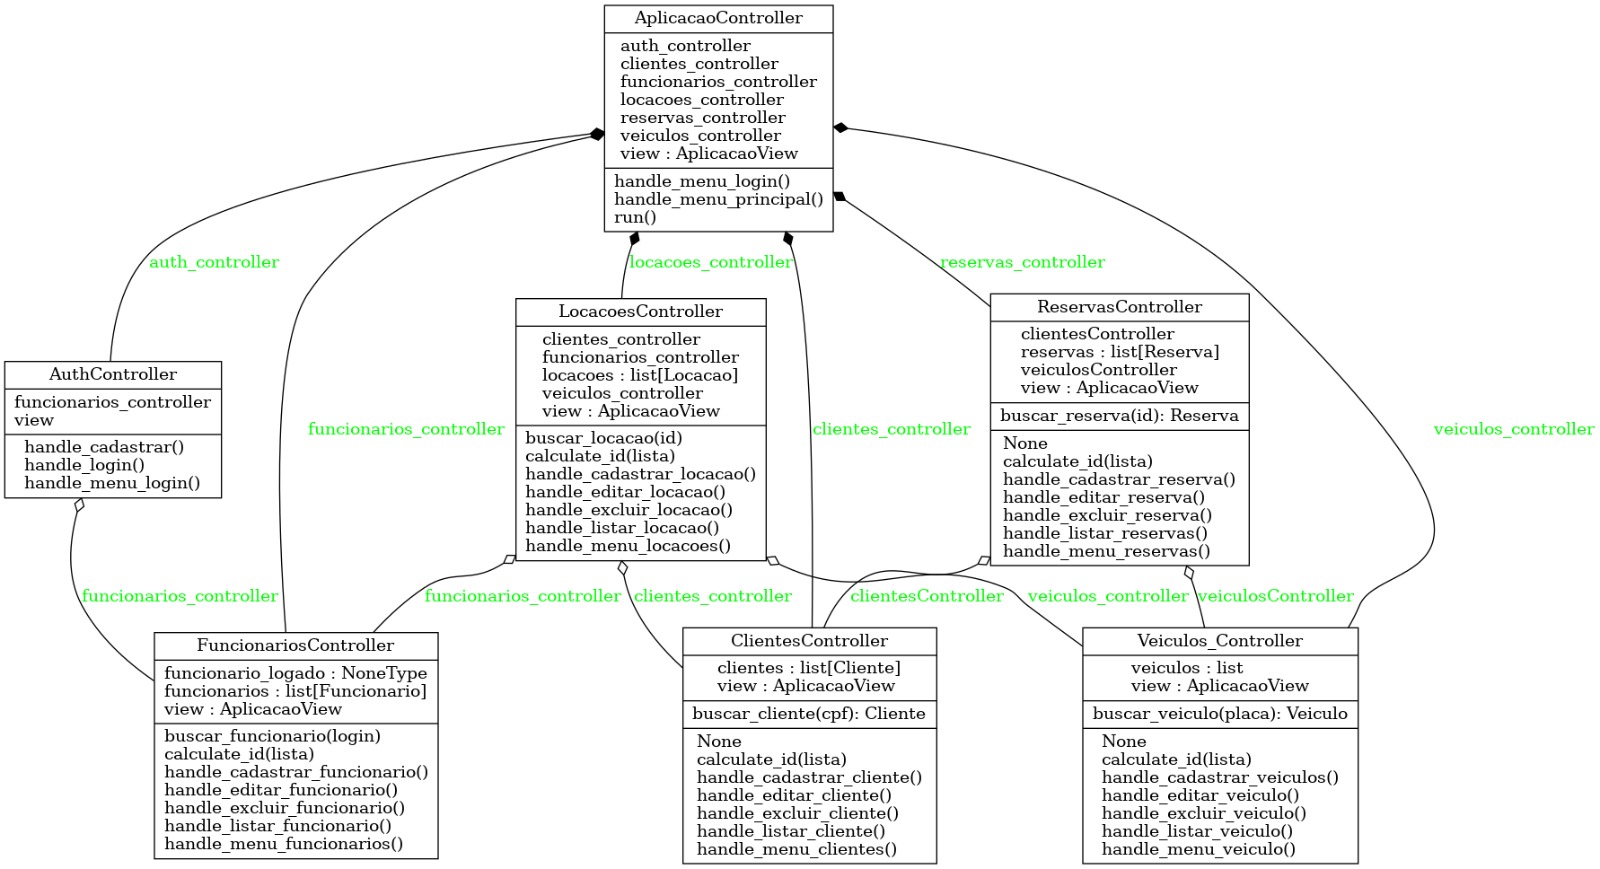 AplicacaoController
auth_controller
clientes_controller
funcionarios_controller
locacoes_controller
reservas_controller
veiculos_controller
view : AplicacaoView
handle_menu_login()
handle_menu_principal()
run()
auth_controller
locacoes_controller
reservas_controller
LocacoesController
clientes_controller
funcionarios_controller
locacoes : list[Locacao]
veiculos_controller
view : AplicacaoView
buscar_locacao(id)
calculate_id(lista)
handle_cadastrar_locacao()
handle_editar_locacao()
handle_excluir_locacao()
handle_listar_locacao()
handle_menu_locacoes()
ReservasController
clientesController
reservas : list[Reserva]
veiculosController
view : AplicacaoView
buscar_reserva(id): Reserva
None
calculate_id(lista)
handle_cadastrar_reserva()
handle_editar_reserva()
handle_excluir_reserva()
handle_listar_reservas()
handle_menu_reservas()
AuthController
funcionarios_controller
view
handle_cadastrar()
handle_login()
handle_menu_login()
funcionarios_controller
clientes_controller
veiculos_controller
funcionarios_controller
funcionarios_controller
clientes_controller
clientesController
veiculos_controller
veiculosController
FuncionariosController
funcionario_logado : NoneType
funcionarios : list[Funcionario]
view : AplicacaoView
buscar_funcionario(login)
calculate_id(lista)
handle_cadastrar_funcionario()
handle_editar_funcionario()
handle_excluir_funcionario()
handle_listar_funcionario()
handle_menu_funcionarios()
ClientesController
clientes : list[Cliente]
view : AplicacaoView
buscar_cliente(cpf): Cliente
None
calculate_id(lista)
handle_cadastrar_cliente()
handle_editar_cliente()
handle_excluir_cliente()
handle_listar_cliente()
handle_menu_clientes()
Veiculos_Controller
veiculos : list
view : AplicacaoView
buscar_veiculo(placa): Veiculo
None
calculate_id(lista)
handle_cadastrar_veiculos()
handle_editar_veiculo()
handle_excluir_veiculo()
handle_listar_veiculo()
handle_menu_veiculo()